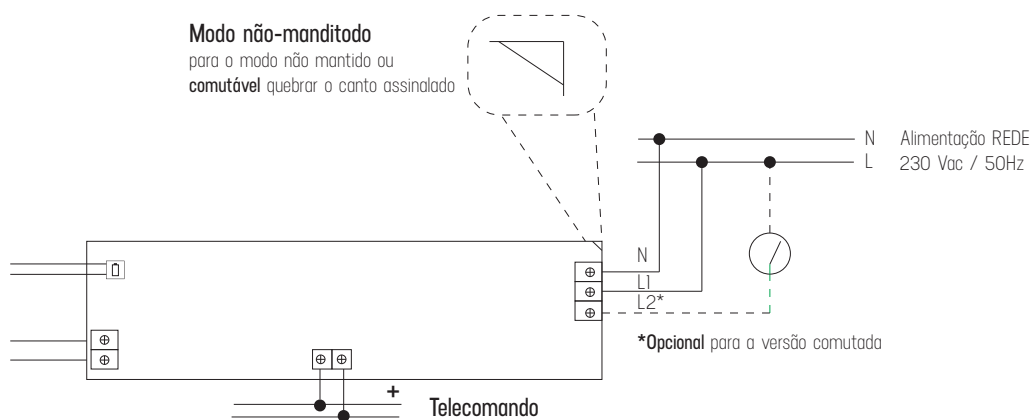 Modo não-manditodo
para o modo não mantido ou
comutável quebrar o canto assinalado
N Alimentação REDE
L 230 Vac / 50Hz
N
L1
L2*
*Opcional para a versão comutada
+
Telecomando